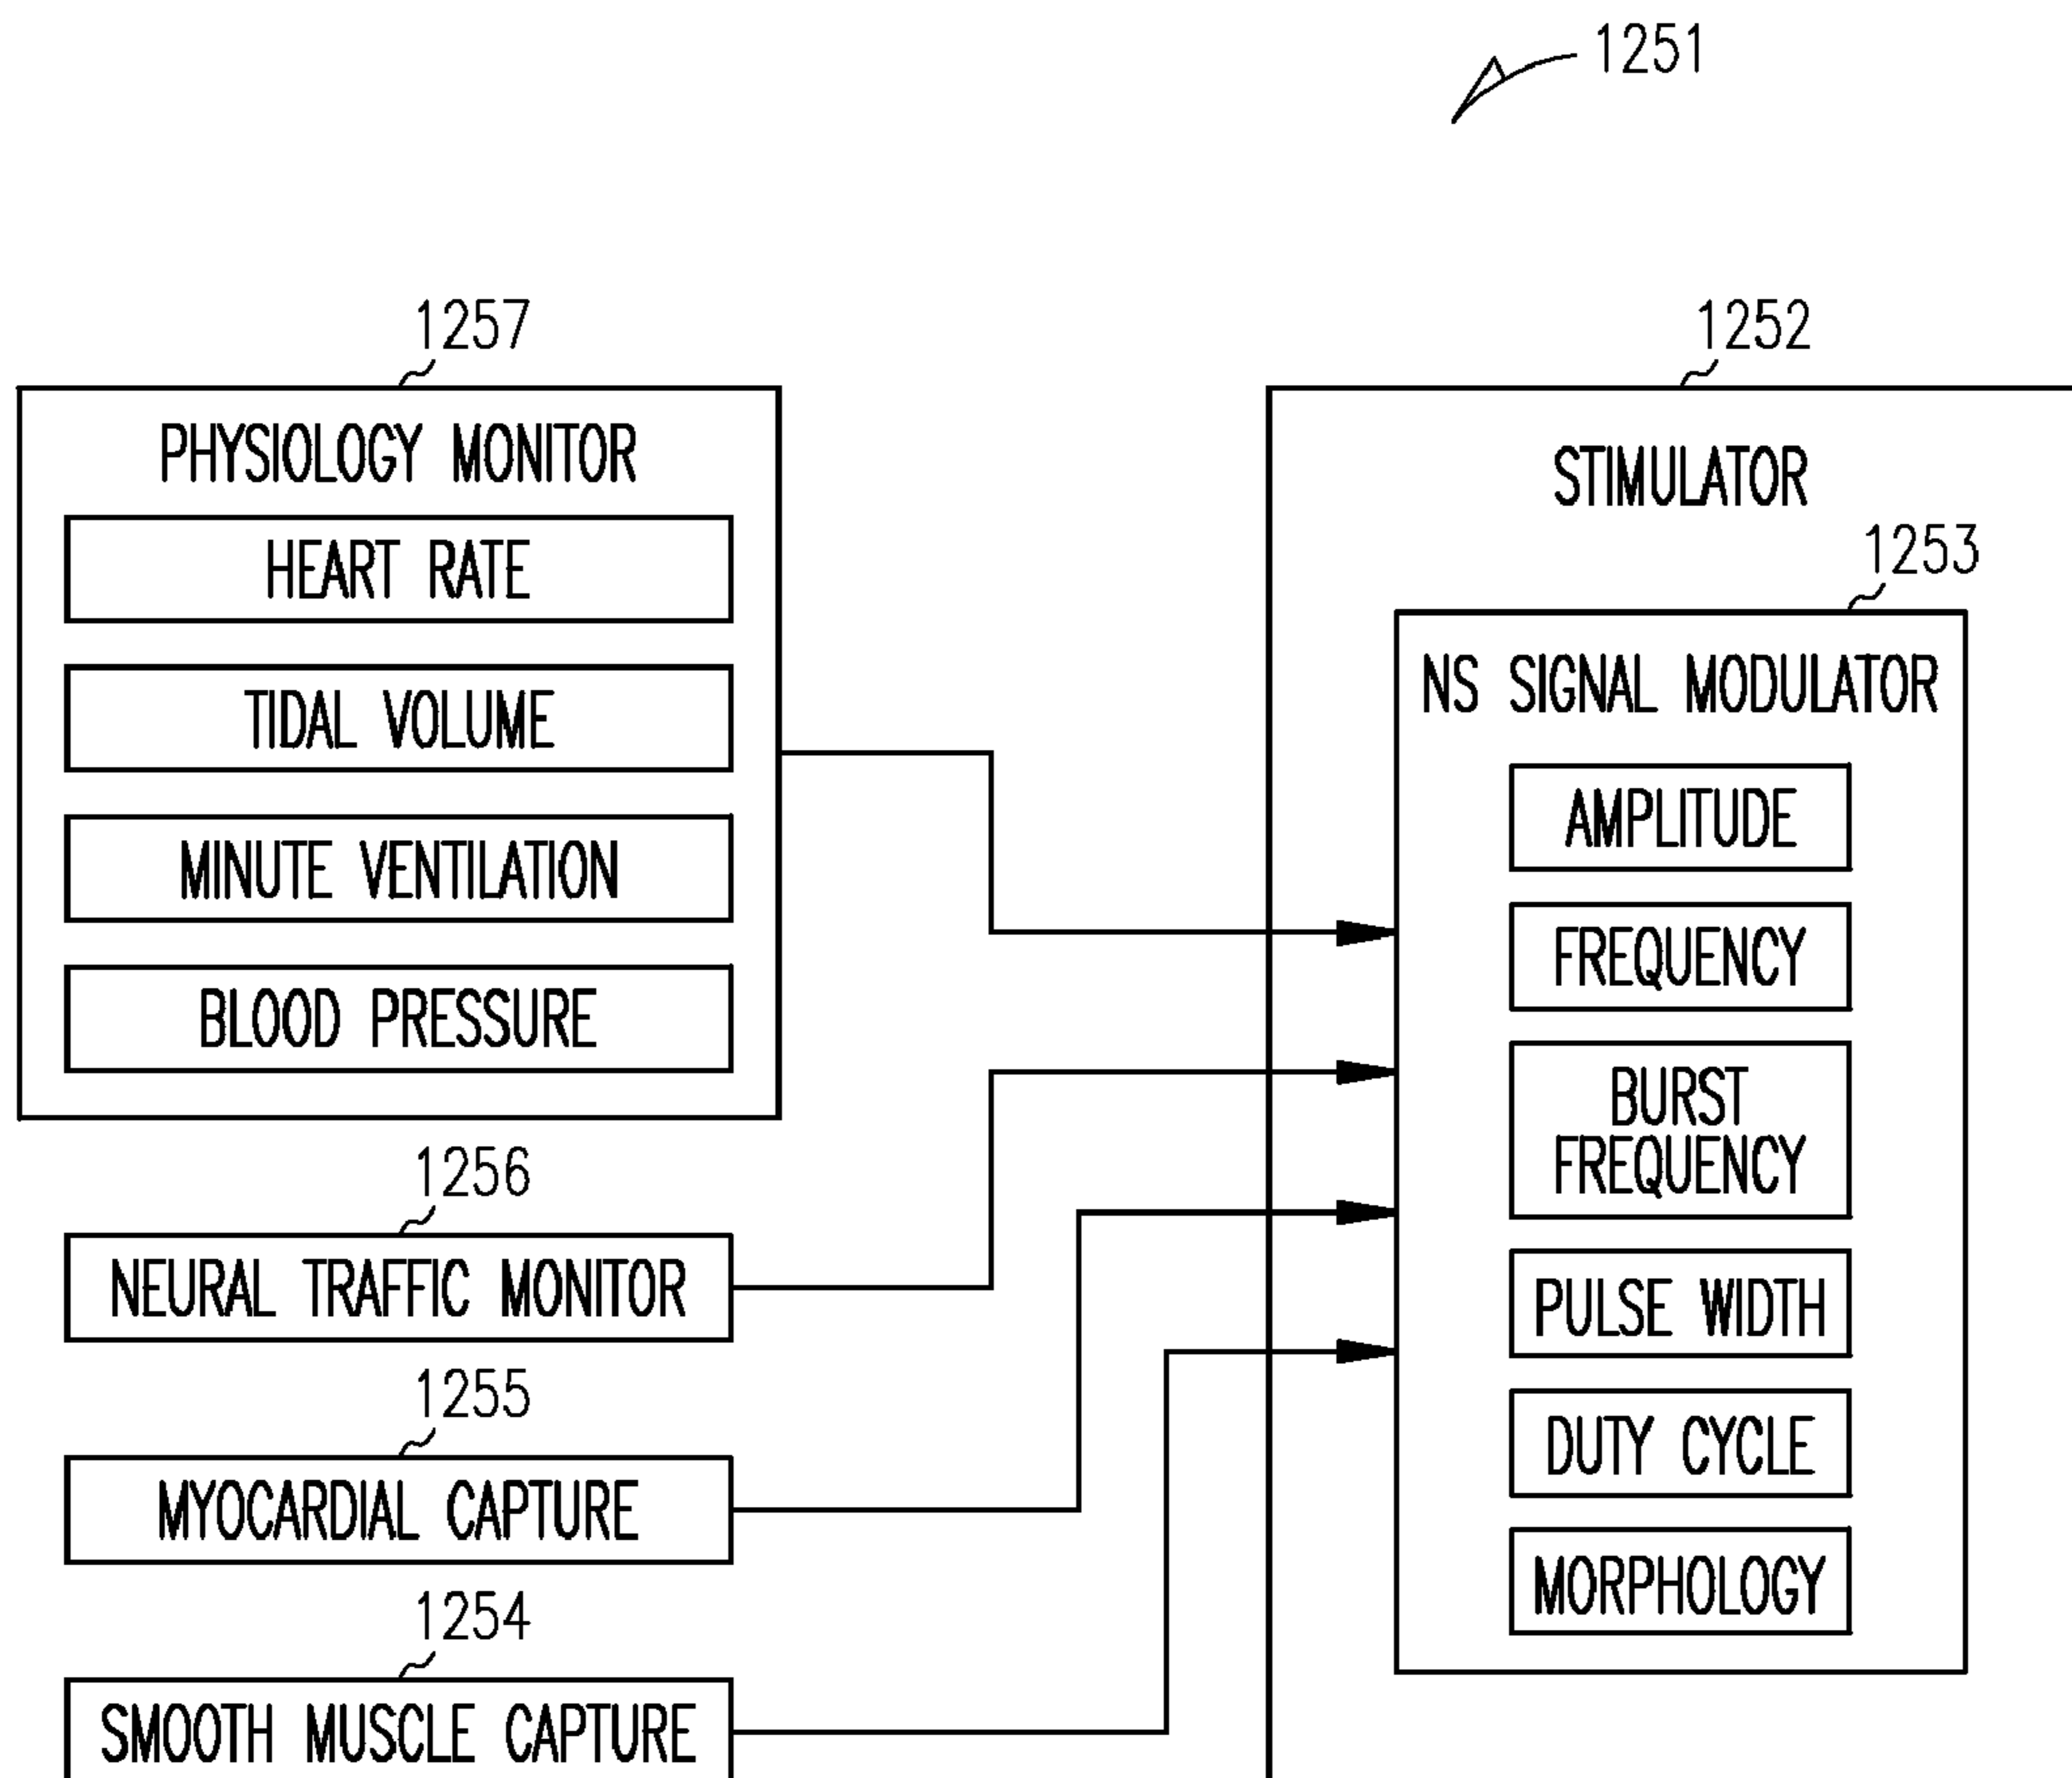 1251
1257
PHYSIOLOGY MONITOR
HEART RATE
TIDAL VOLUME
MINUTE VENTILATION
BLOOD PRESSURE
1256
NEURAL TRAFFIC MONITOR
1255
MYOCARDIAL CAPTURE
1254
SMOOTH MUSCLE CAPTURE
1252
STIMULATOR
1253
NS SIGNAL MODULATOR
AMPLITUDE
FREQUENCY
BURST
FREQUENCY
PULSE WIDTH
DUTY CYCLE
MORPHOLOGY